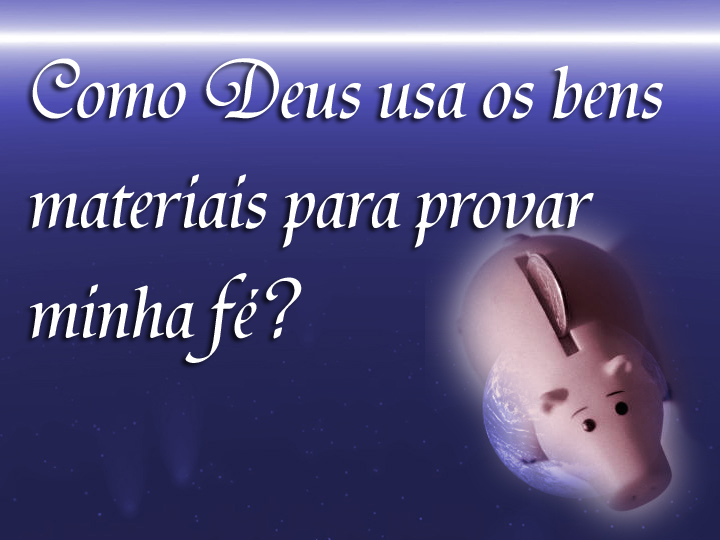 Como Deus usa os bens
materiais para provar
minha fé?